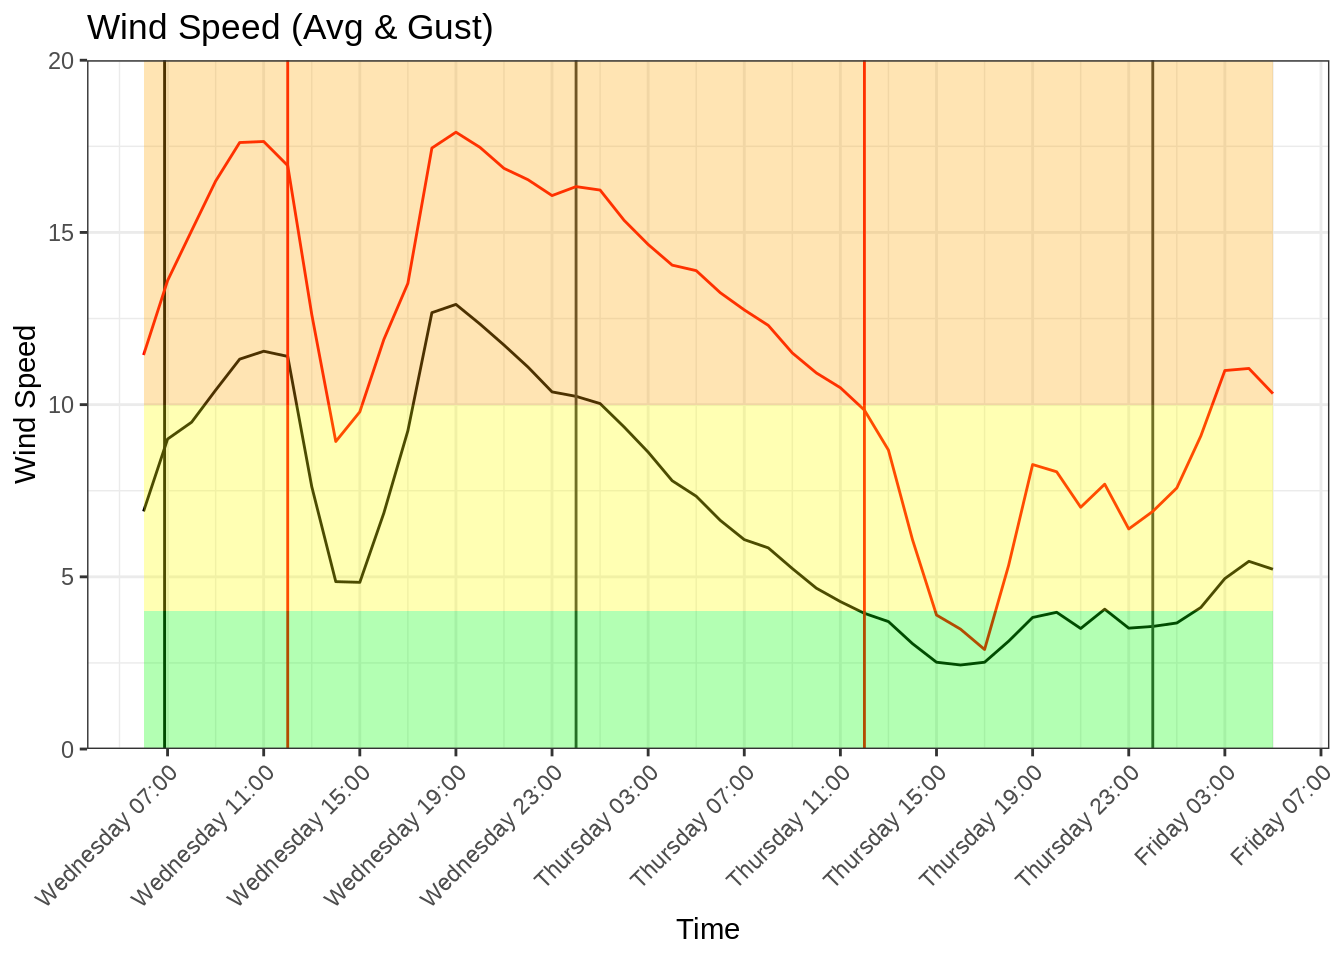 Wind Speed (Avg & Gust)
20
15
10
5
0
Wind Speed
Wednesday 07:00
Wednesday 11:00
Wednesday 15:00
Wednesday 19:00
Wednesday 23:00
Thursday 03:00
Thursday 07:00
Thursday 11:00
Thursday 15:00
Thursday 19:00
Thursday 23:00
Friday 03:00
Friday 07:00
Time